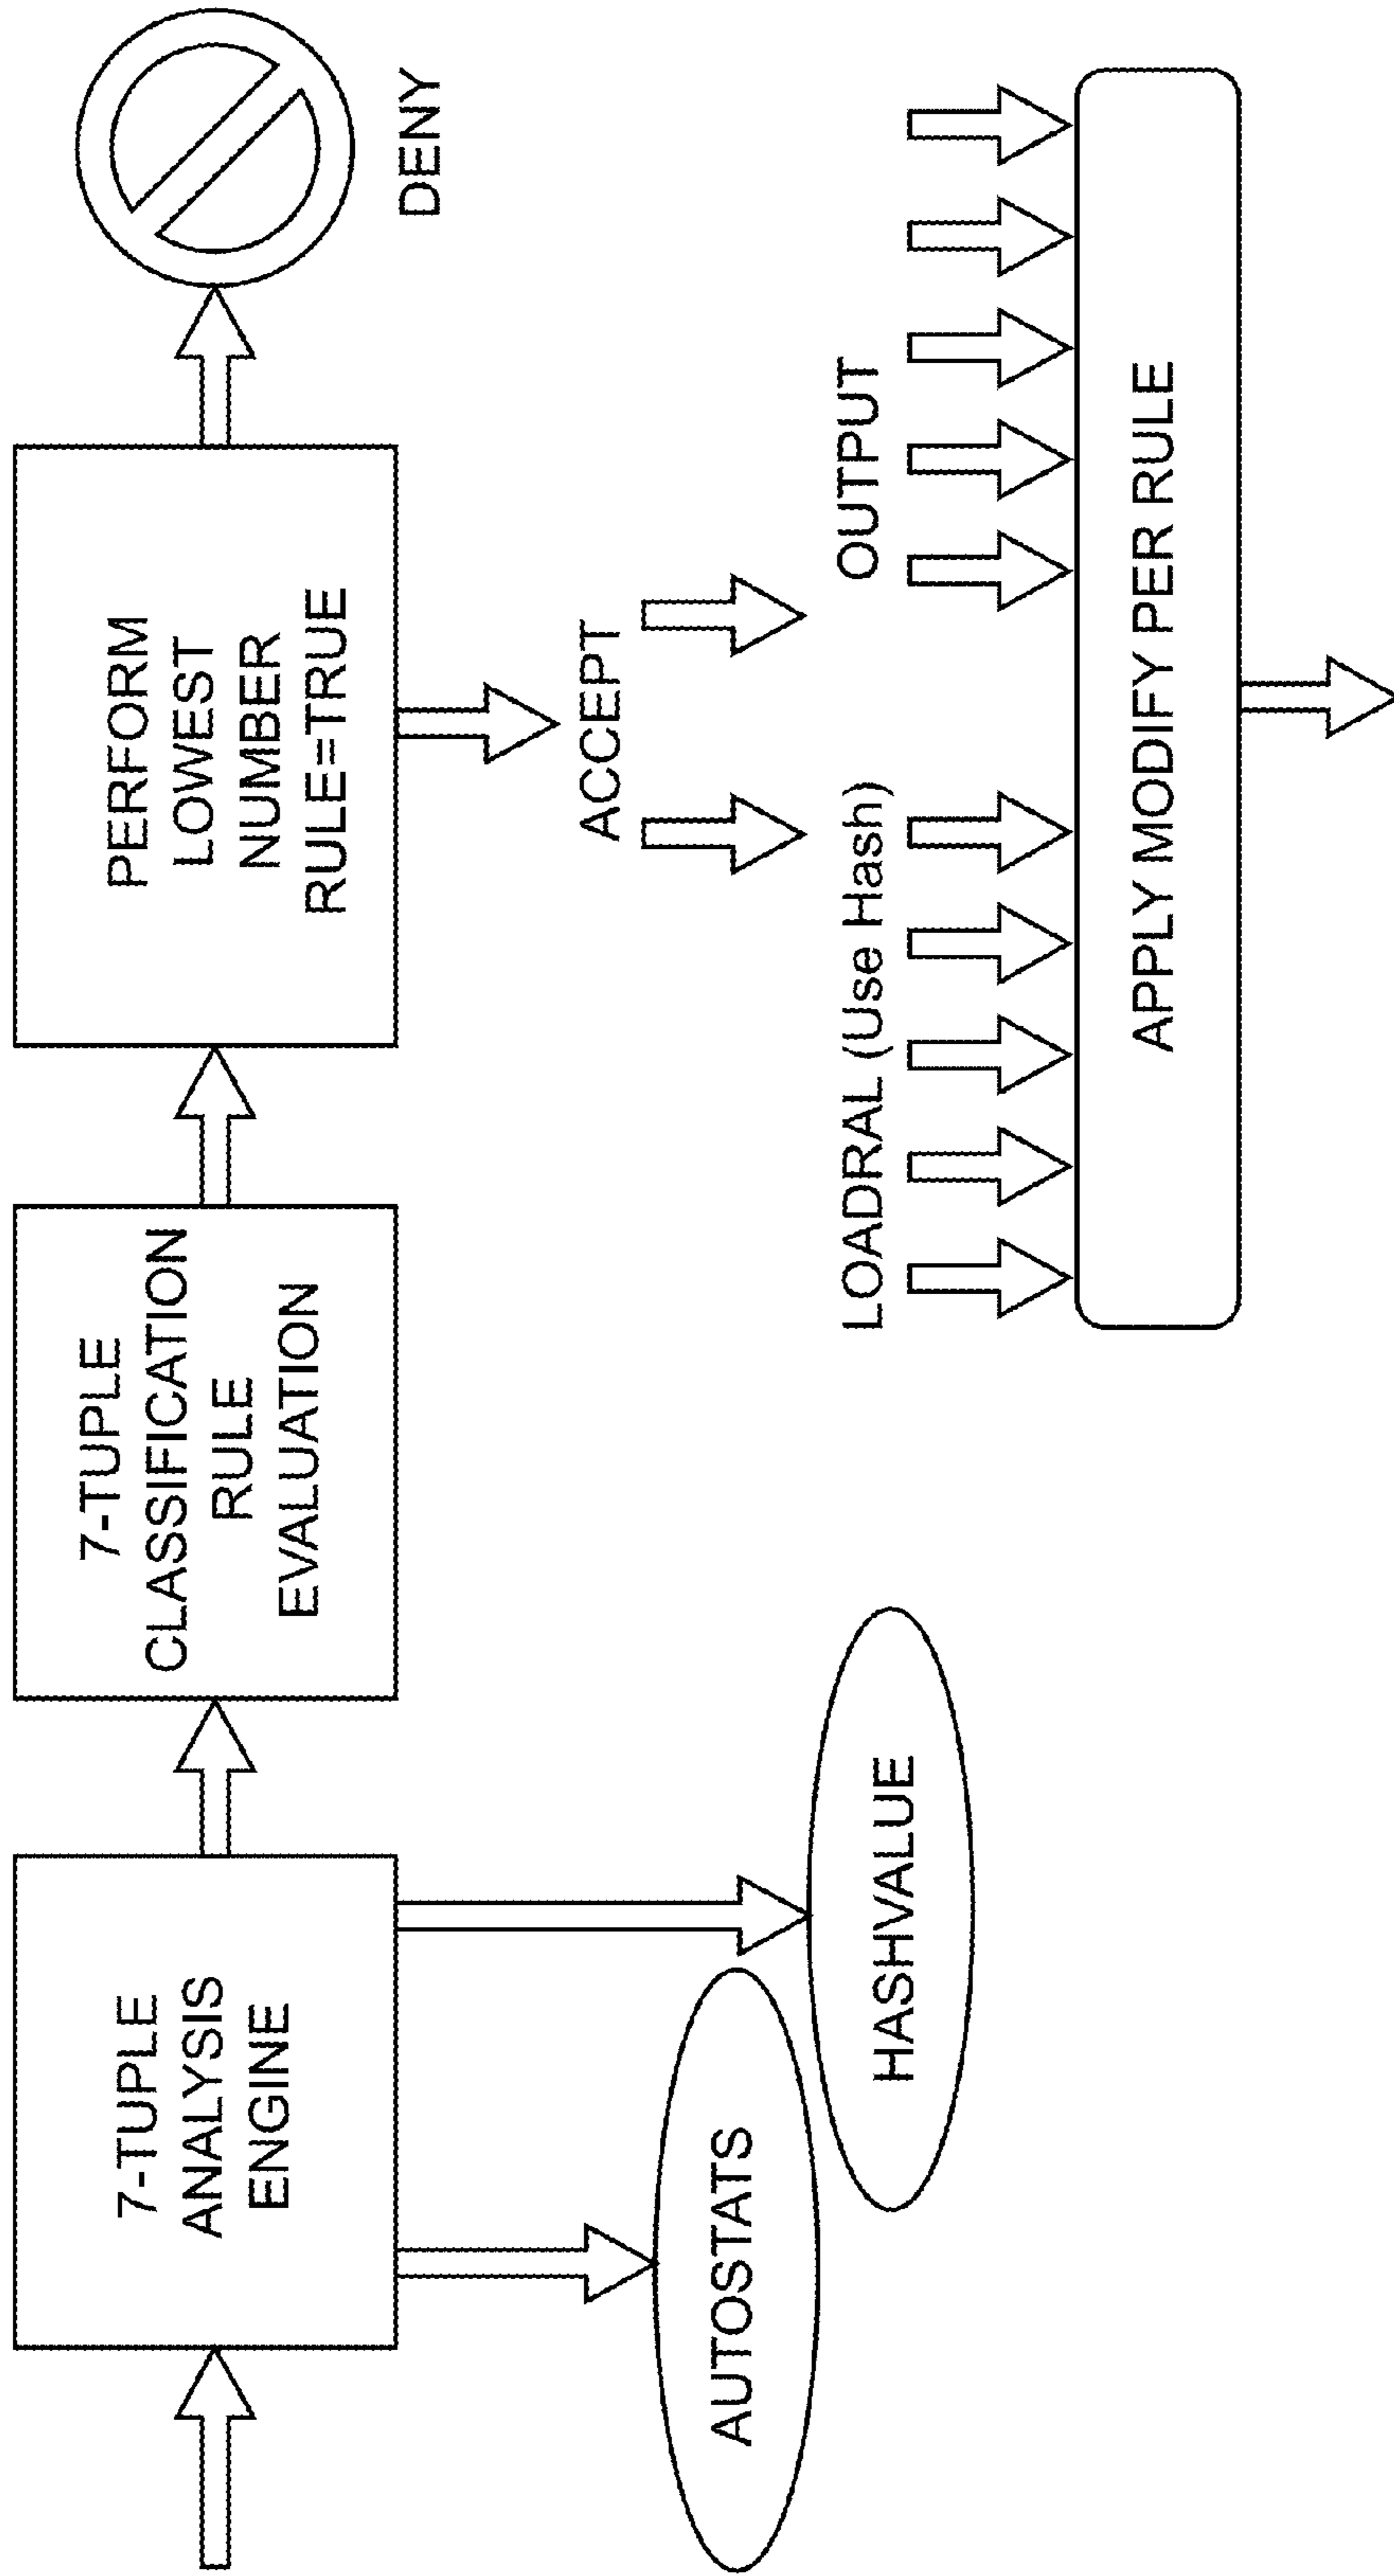 7-TUPLE
ANALYSIS
ENGINE
7-TUPLE
CLASSIFICATION
RULE
EVALUATION
PERFORM
LOWEST
NUMBER
RULE=TRUE
DENY
AUTOSTATS
HASHVALUE
ACCEPT
LOADRAL (Use Hash)
OUTPUT
APPLY MODIFY PER RULE